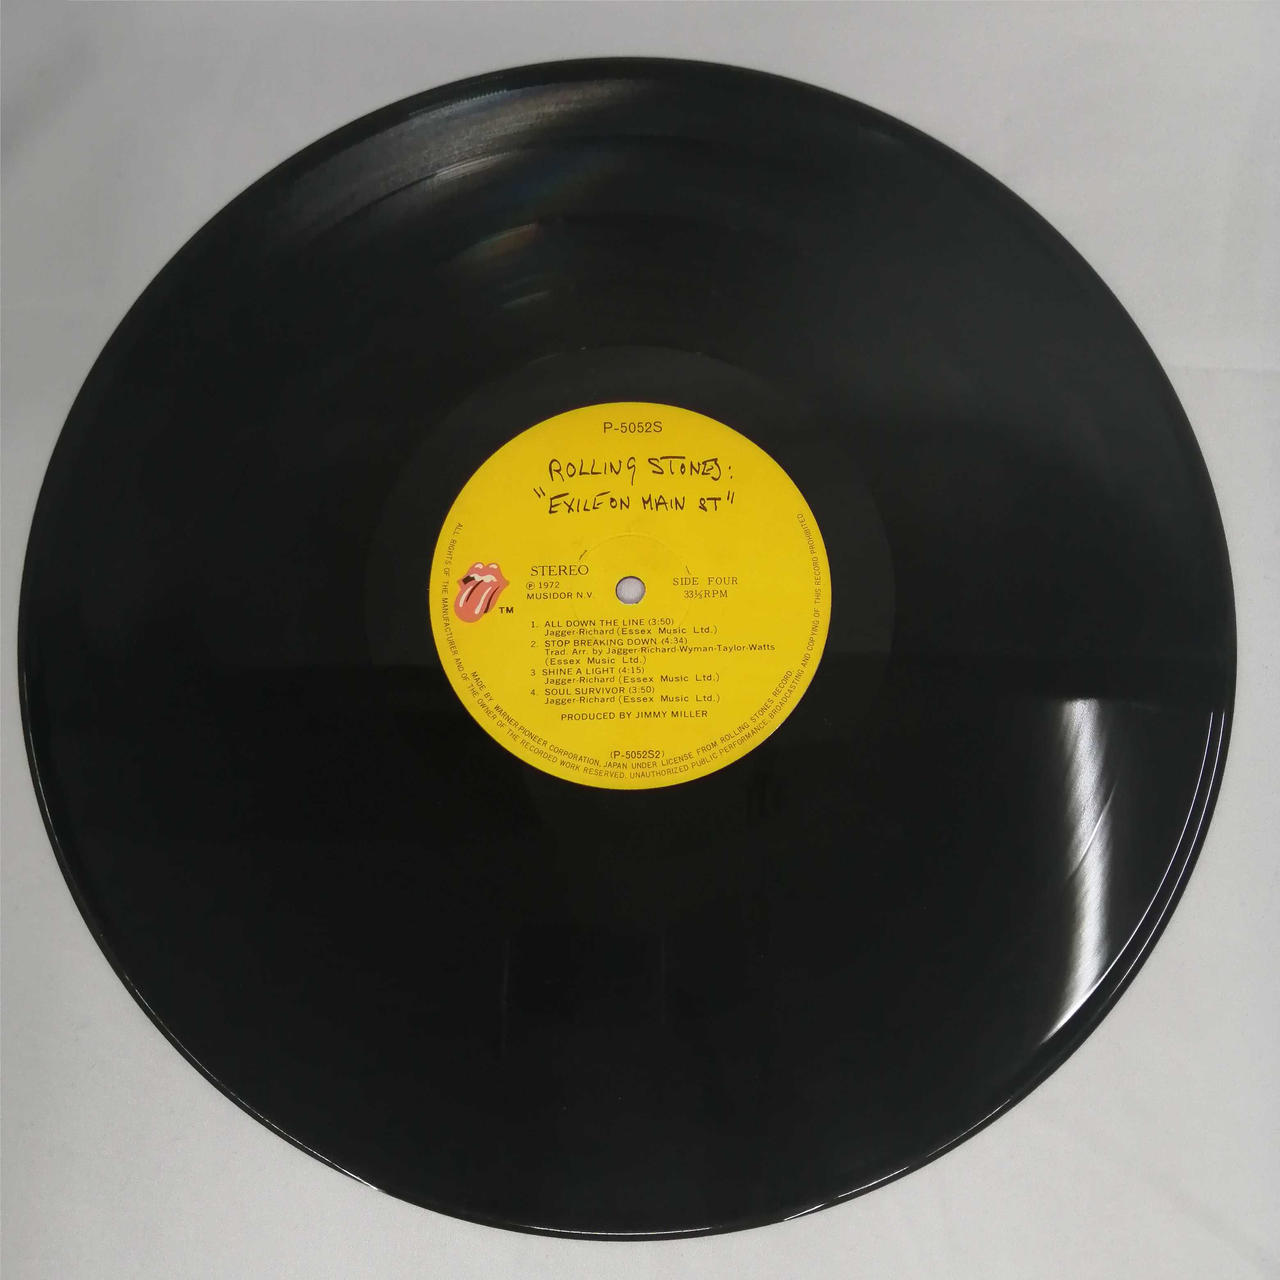 P-5052S
ROLLING STONES:
"EXILE ON MAIN ST"
STEREO
Ⓟ 1972
MUSIDOR N.V.
SIDE FOUR
33⅓RPM
TM
1. ALL DOWN THE LINE (3:50)
Jagger-Richard (Essex Music Ltd.)
2. STOP BREAKING DOWN (4:34)
Trad. Arr. by Jagger-Richard-Wyman-Taylor-Watts
(Essex Music Ltd.)
3 SHINE A LIGHT (4:15)
Jagger-Richard (Essex Music Ltd.)
4. SOUL SURVIVOR (3:50)
Jagger-Richard (Essex Music Ltd.)
PRODUCED BY JIMMY MILLER
(P-5052S2)
MADE BY WARNER-PIONEER CORPORATION, JAPAN UNDER LICENSE FROM ROLLING STONES RECORD.
ALL RIGHTS OF THE MANUFACTURER AND OF THE OWNER OF THE RECORDED WORK RESERVED. UNAUTHORIZED PUBLIC PERFORMANCE, BROADCASTING AND COPYING OF THIS RECORD PROHIBITED